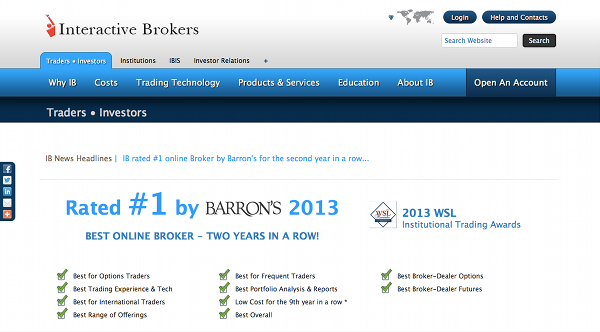 Interactive Brokers
Login
Help and Contacts
Search Website
Search
Traders • Investors
Institutions
IBIS
Investor Relations
+
Why IB
Costs
Trading Technology
Products & Services
Education
About IB
Open An Account
Traders • Investors
IB News Headlines | IB rated #1 online Broker by Barron's for the second year in a row...
Rated #1 by BARRON'S 2013
BEST ONLINE BROKER - TWO YEARS IN A ROW!
WSL
2013 WSL
Institutional Trading Awards
Best for Options Traders
Best Trading Experience & Tech
Best for International Traders
Best Range of Offerings
Best for Frequent Traders
Best Portfolio Analysis & Reports
Low Cost for the 9th year in a row *
Best Overall
Best Broker-Dealer Options
Best Broker-Dealer Futures